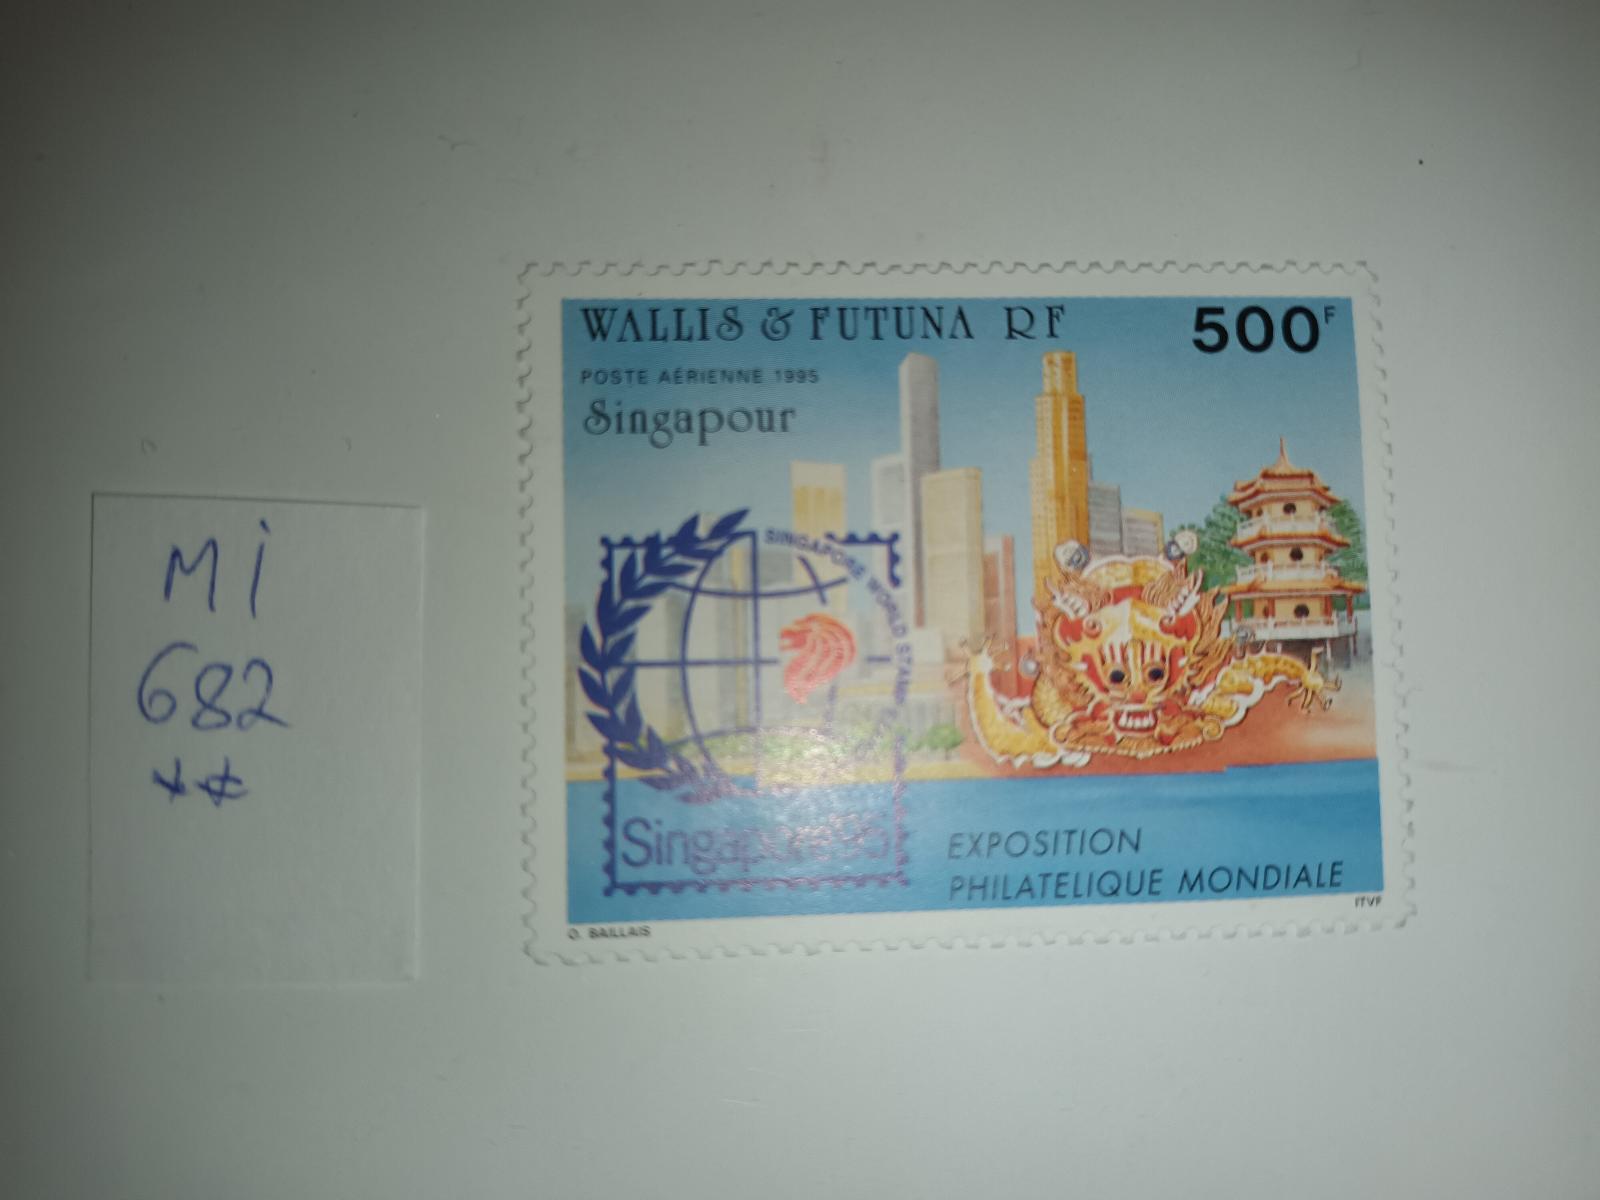 WALLIS & FUTUNA RF 500F
POSTE AÉRIENNE 1995
Singapour
SINGAPORE WORLD STAMP
Singapore'95
EXPOSITION
PHILATELIQUE MONDIALE
O. BAILLAIS
ITVF
Mi
682
**